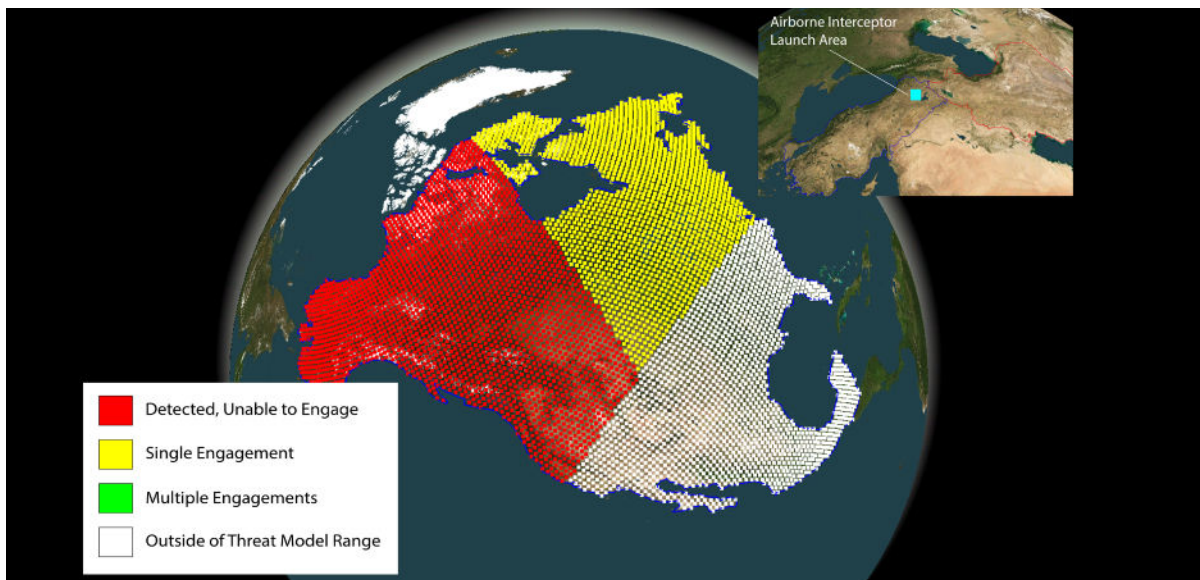 Airborne Interceptor
Launch Area
Detected, Unable to Engage
Single Engagement
Multiple Engagements
Outside of Threat Model Range